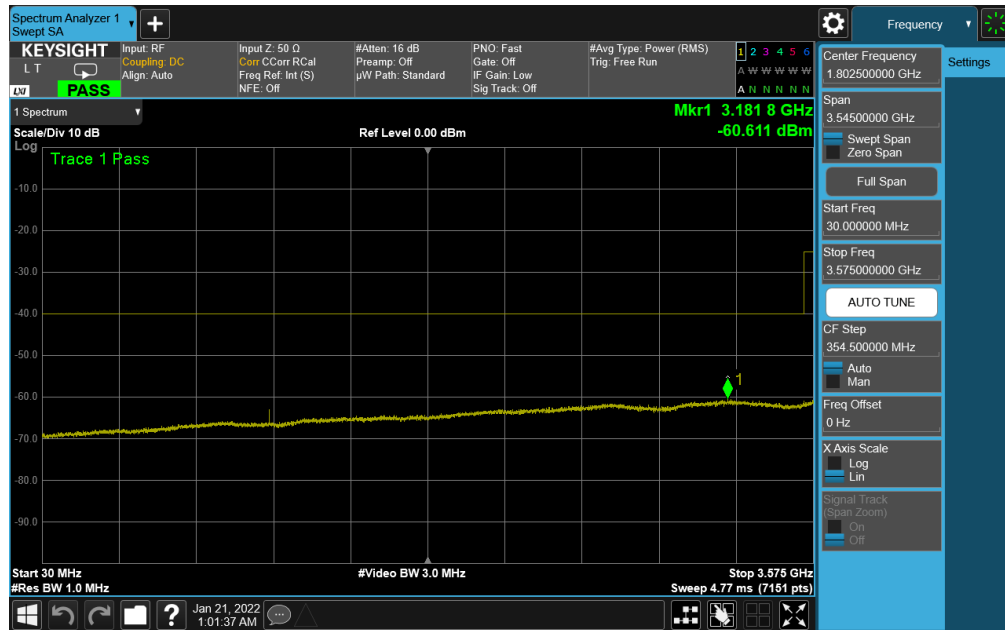 Spectrum Analyzer 1
Swept SA
Frequency
KEYSIGHT
L T
LXI
PASS
Input: RF
Coupling: DC
Align: Auto
Input Z: 50 Ω
Corr CCorr RCal
Freq Ref: Int (S)
NFE: Off
#Atten: 16 dB
Preamp: Off
µW Path: Standard
PNO: Fast
Gate: Off
IF Gain: Low
Sig Track: Off
#Avg Type: Power (RMS)
Trig: Free Run
1 2 3 4 5 6
A W W W W W
A N N N N N
1 Spectrum
Mkr1 3.181 8 GHz
-60.611 dBm
Scale/Div 10 dB
Ref Level 0.00 dBm
Log
Trace 1 Pass
-10.0
-20.0
-30.0
-40.0
-50.0
-60.0
-70.0
-80.0
-90.0
1
Start 30 MHz
#Video BW 3.0 MHz
Stop 3.575 GHz
#Res BW 1.0 MHz
Sweep 4.77 ms (7151 pts)
Center Frequency
1.802500000 GHz
Settings
Span
3.54500000 GHz
Swept Span
Zero Span
Full Span
Start Freq
30.000000 MHz
Stop Freq
3.575000000 GHz
AUTO TUNE
CF Step
354.500000 MHz
Auto
Man
Freq Offset
0 Hz
X Axis Scale
Log
Lin
Signal Track
(Span Zoom)
On
Off
?
Jan 21, 2022
1:01:37 AM